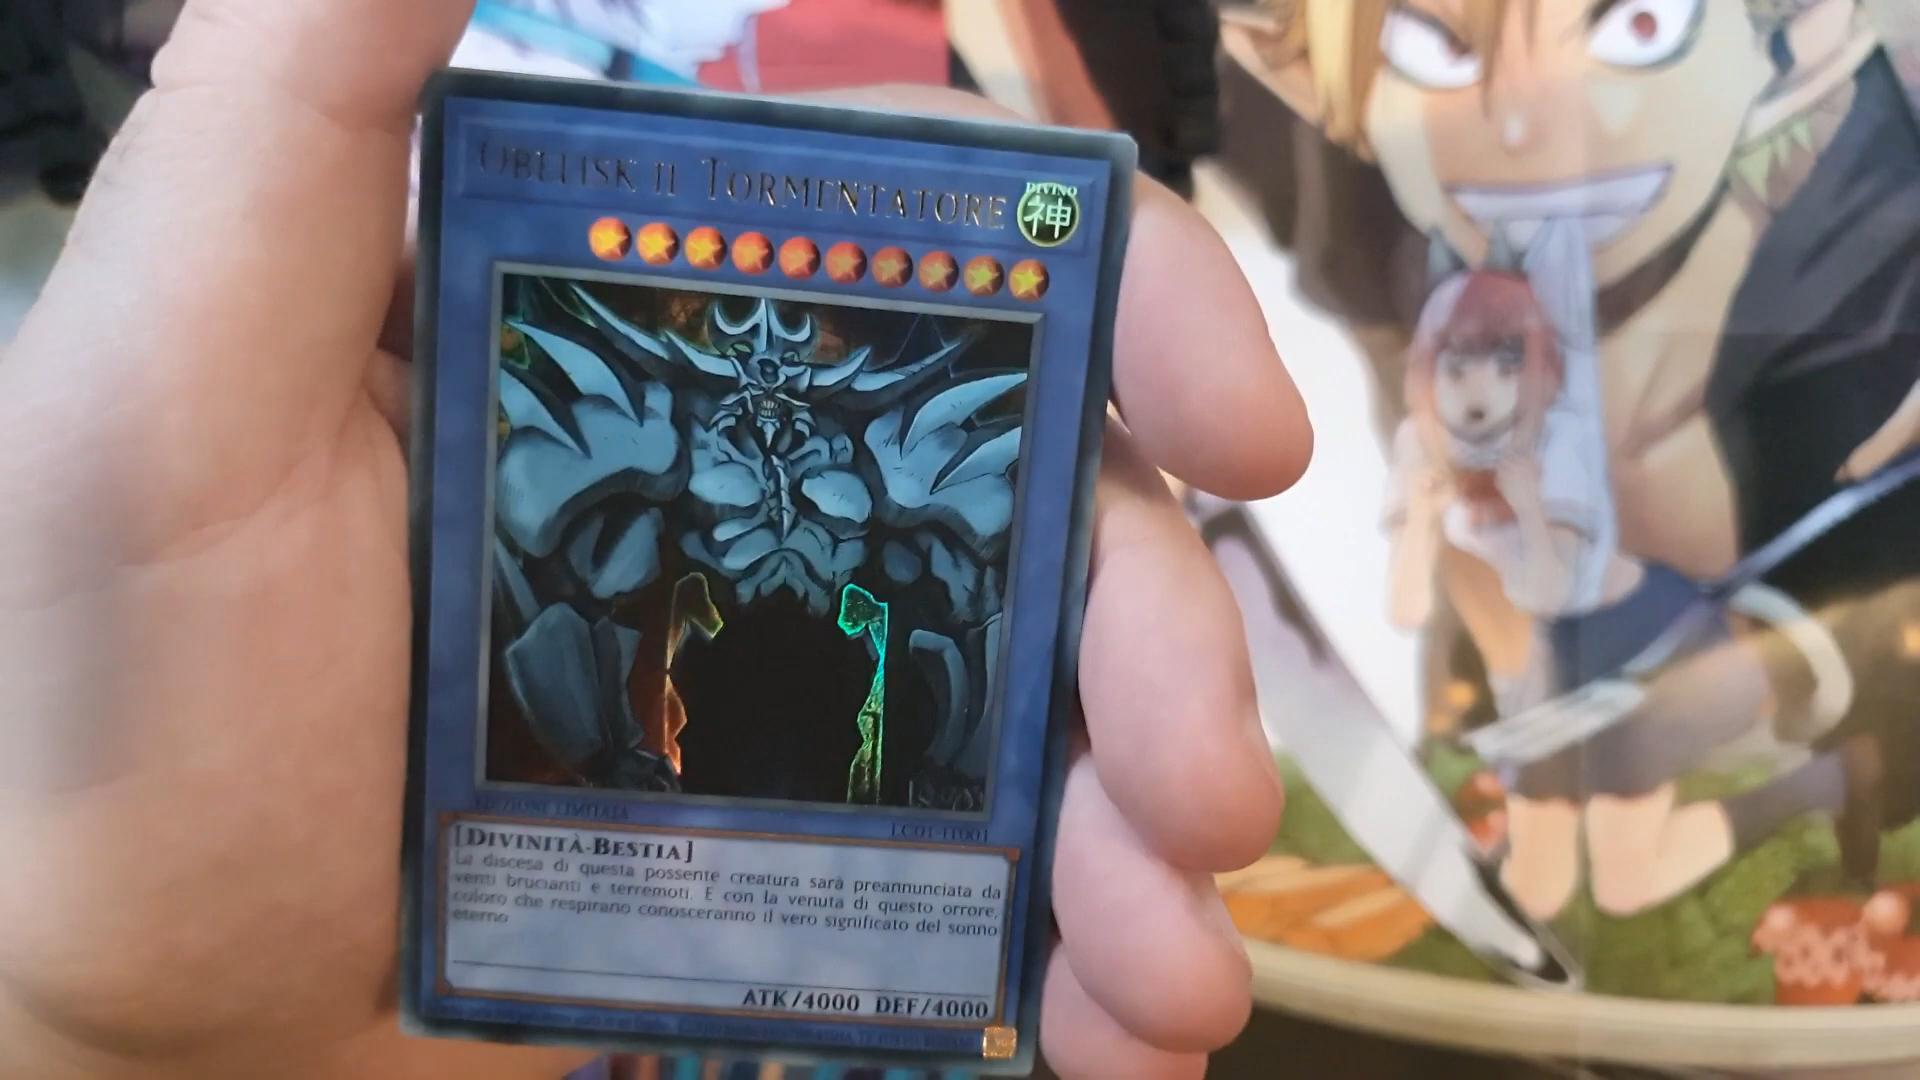 OBELISK IL TORMENTATORE
DIVINO
神
EDIZIONE LIMITATA
LC01-IT001
[DIVINITÀ-BESTIA]
La discesa di questa possente creatura sarà preannunciata da
venti brucianti e terremoti. E con la venuta di questo orrore,
coloro che respirano conosceranno il vero significato del sonno
eterno
ATK/4000 DEF/4000